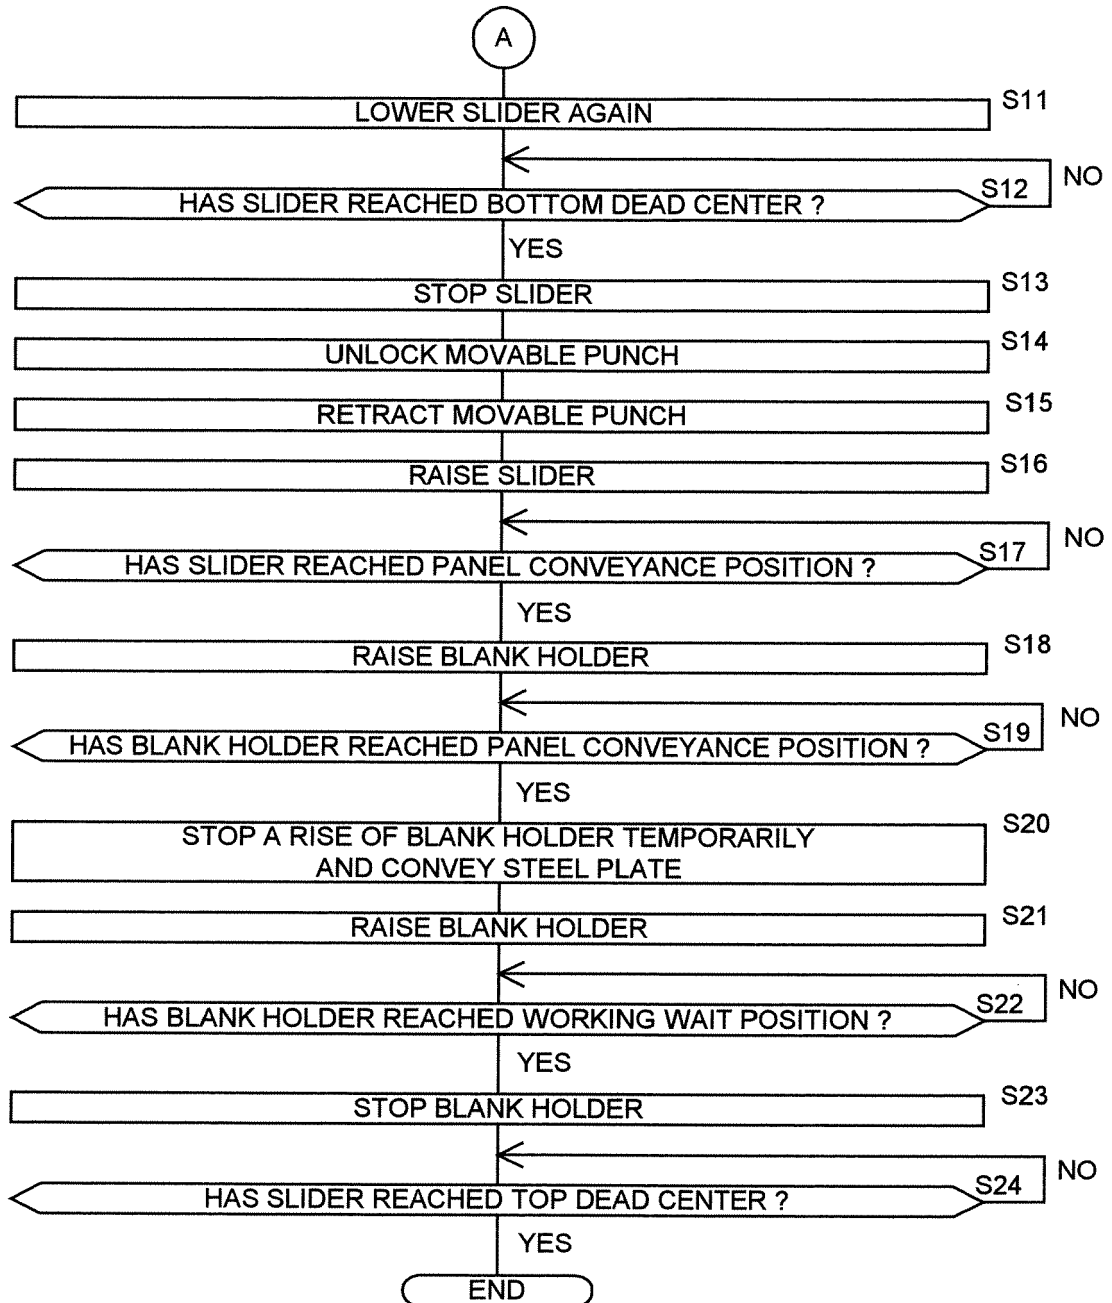 A
LOWER SLIDER AGAIN
S11
NO
HAS SLIDER REACHED BOTTOM DEAD CENTER ?
S12
YES
STOP SLIDER
S13
UNLOCK MOVABLE PUNCH
S14
RETRACT MOVABLE PUNCH
S15
RAISE SLIDER
S16
NO
HAS SLIDER REACHED PANEL CONVEYANCE POSITION ?
S17
YES
RAISE BLANK HOLDER
S18
NO
HAS BLANK HOLDER REACHED PANEL CONVEYANCE POSITION ?
S19
YES
STOP A RISE OF BLANK HOLDER TEMPORARILY
AND CONVEY STEEL PLATE
S20
RAISE BLANK HOLDER
S21
NO
HAS BLANK HOLDER REACHED WORKING WAIT POSITION ?
S22
YES
STOP BLANK HOLDER
S23
NO
HAS SLIDER REACHED TOP DEAD CENTER ?
S24
YES
END